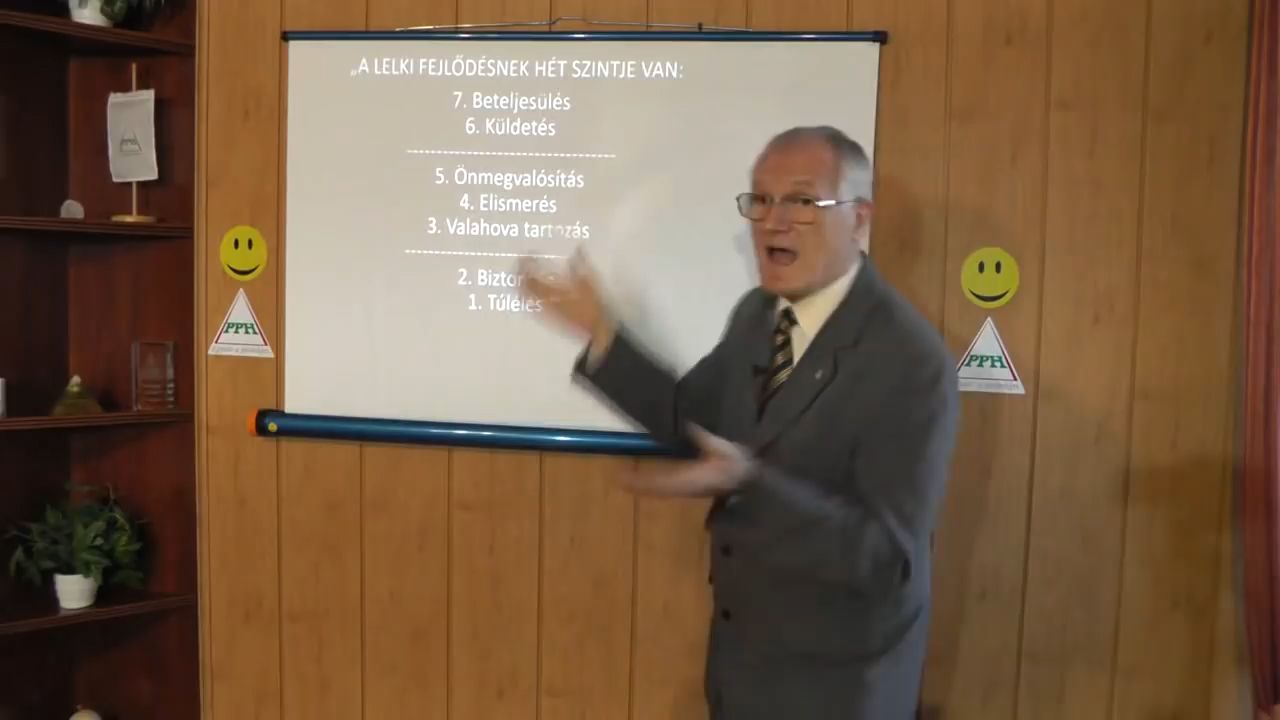 „A LELKI FEJLŐDÉSNEK HÉT SZINTJE VAN:
7. Beteljesülés
6. Küldetés
5. Önmegvalósítás
4. Elismerés
3. Valahova tartozás
2.
1. Túlélés
PPH
PPH